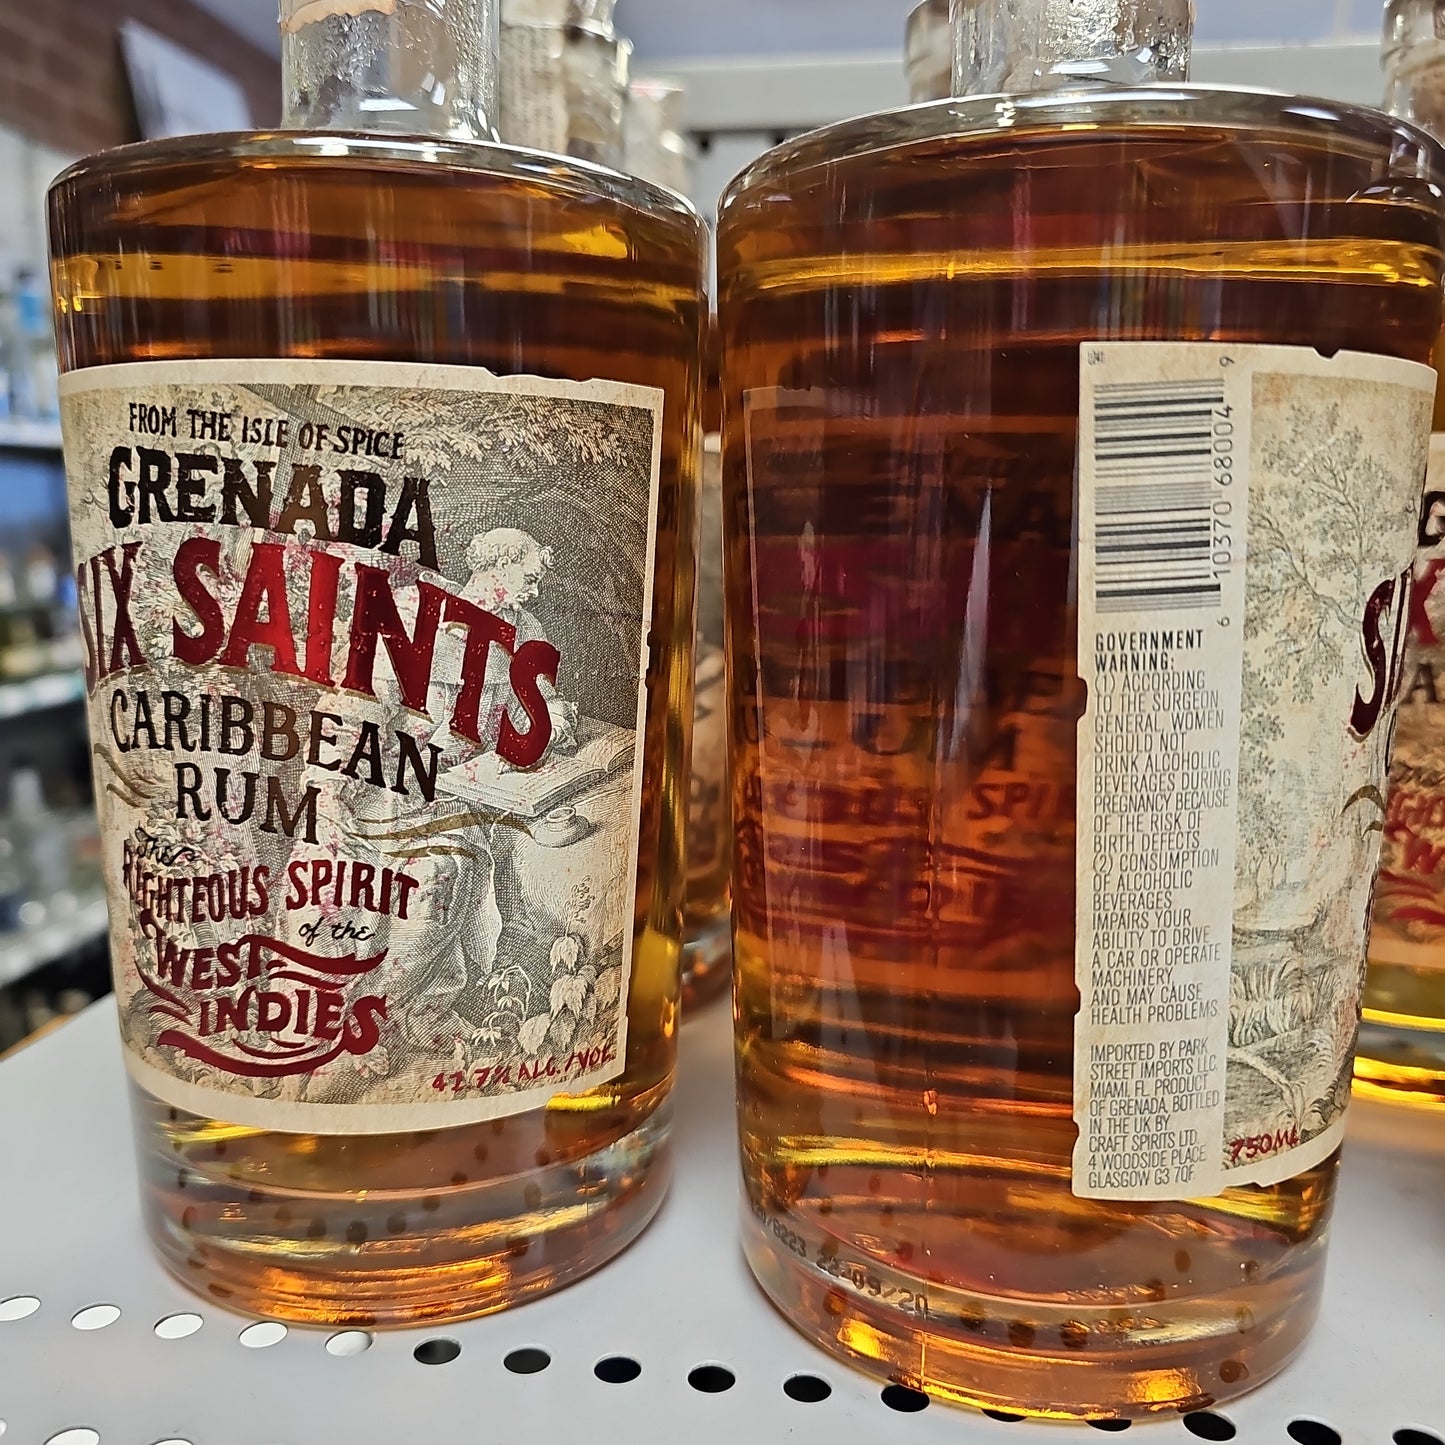 FROM THE ISLE OF SPICE
GRENADA
SIX SAINTS
CARIBBEAN
RUM
The
RIGHTEOUS SPIRIT
of the
WEST
INDIES
41.7% ALC./VOL.
6 10370 68004 9
GOVERNMENT
WARNING:
(1) ACCORDING
TO THE SURGEON
GENERAL, WOMEN
SHOULD NOT
DRINK ALCOHOLIC
BEVERAGES DURING
PREGNANCY BECAUSE
OF THE RISK OF
BIRTH DEFECTS
(2) CONSUMPTION
OF ALCOHOLIC
BEVERAGES
IMPAIRS YOUR
ABILITY TO DRIVE
A CAR OR OPERATE
MACHINERY,
AND MAY CAUSE
HEALTH PROBLEMS.
IMPORTED BY PARK
STREET IMPORTS LLC,
MIAMI, FL. PRODUCT
OF GRENADA, BOTTLED
IN THE UK BY
CRAFT SPIRITS LTD.
4 WOODSIDE PLACE,
GLASGOW G3 7QF.
750ML
22-09/20